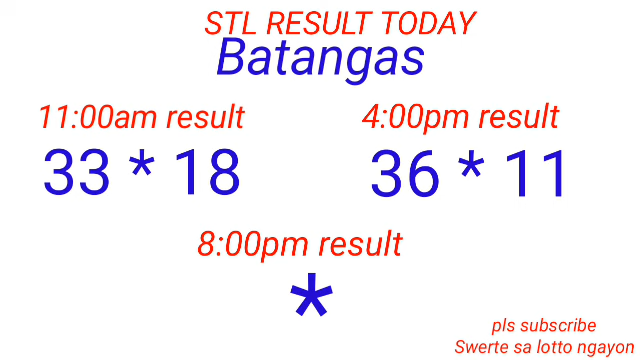 STL RESULT TODAY
Batangas
11:00am result
33 * 18
4:00pm result
36 * 11
8:00pm result
*
pls subscribe
Swerte sa lotto ngayon